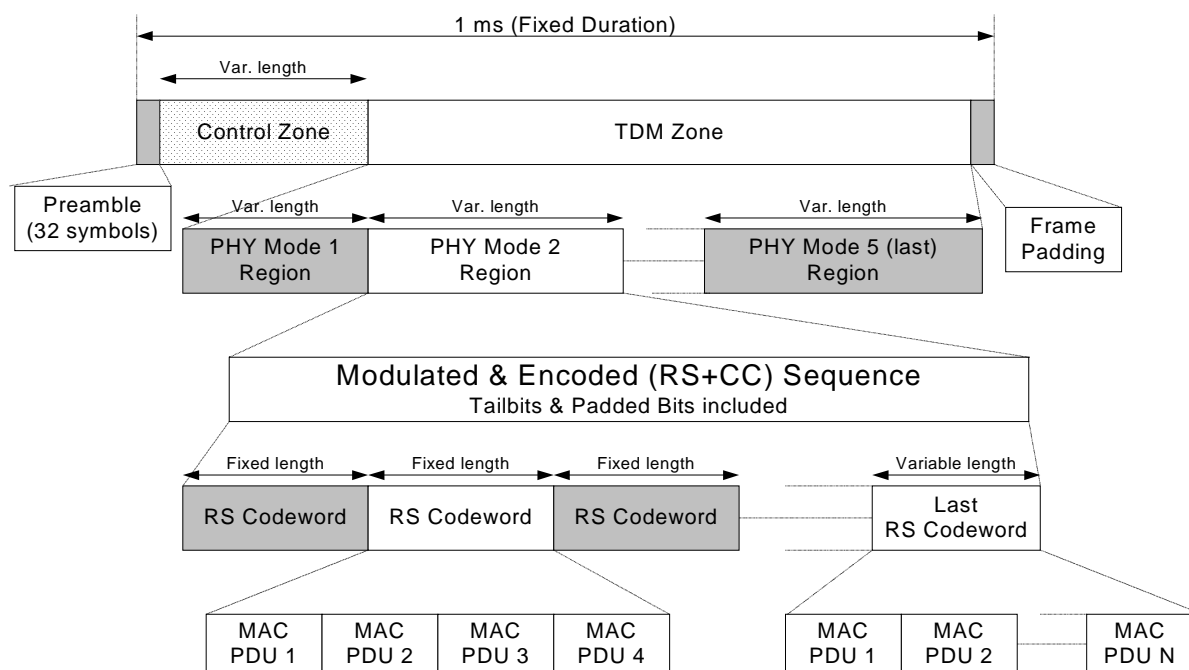 1 ms (Fixed Duration)
Var. length
Control Zone
TDM Zone
Preamble
(32 symbols)
Var. length
Var. length
Var. length
Frame
Padding
PHY Mode 1
Region
PHY Mode 2
Region
PHY Mode 5 (last)
Region
Modulated & Encoded (RS+CC) Sequence
Tailbits & Padded Bits included
Fixed length
Fixed length
Fixed length
Variable length
RS Codeword
RS Codeword
RS Codeword
Last
RS Codeword
MAC
PDU 1
MAC
PDU 2
MAC
PDU 3
MAC
PDU 4
MAC
PDU 1
MAC
PDU 2
MAC
PDU N